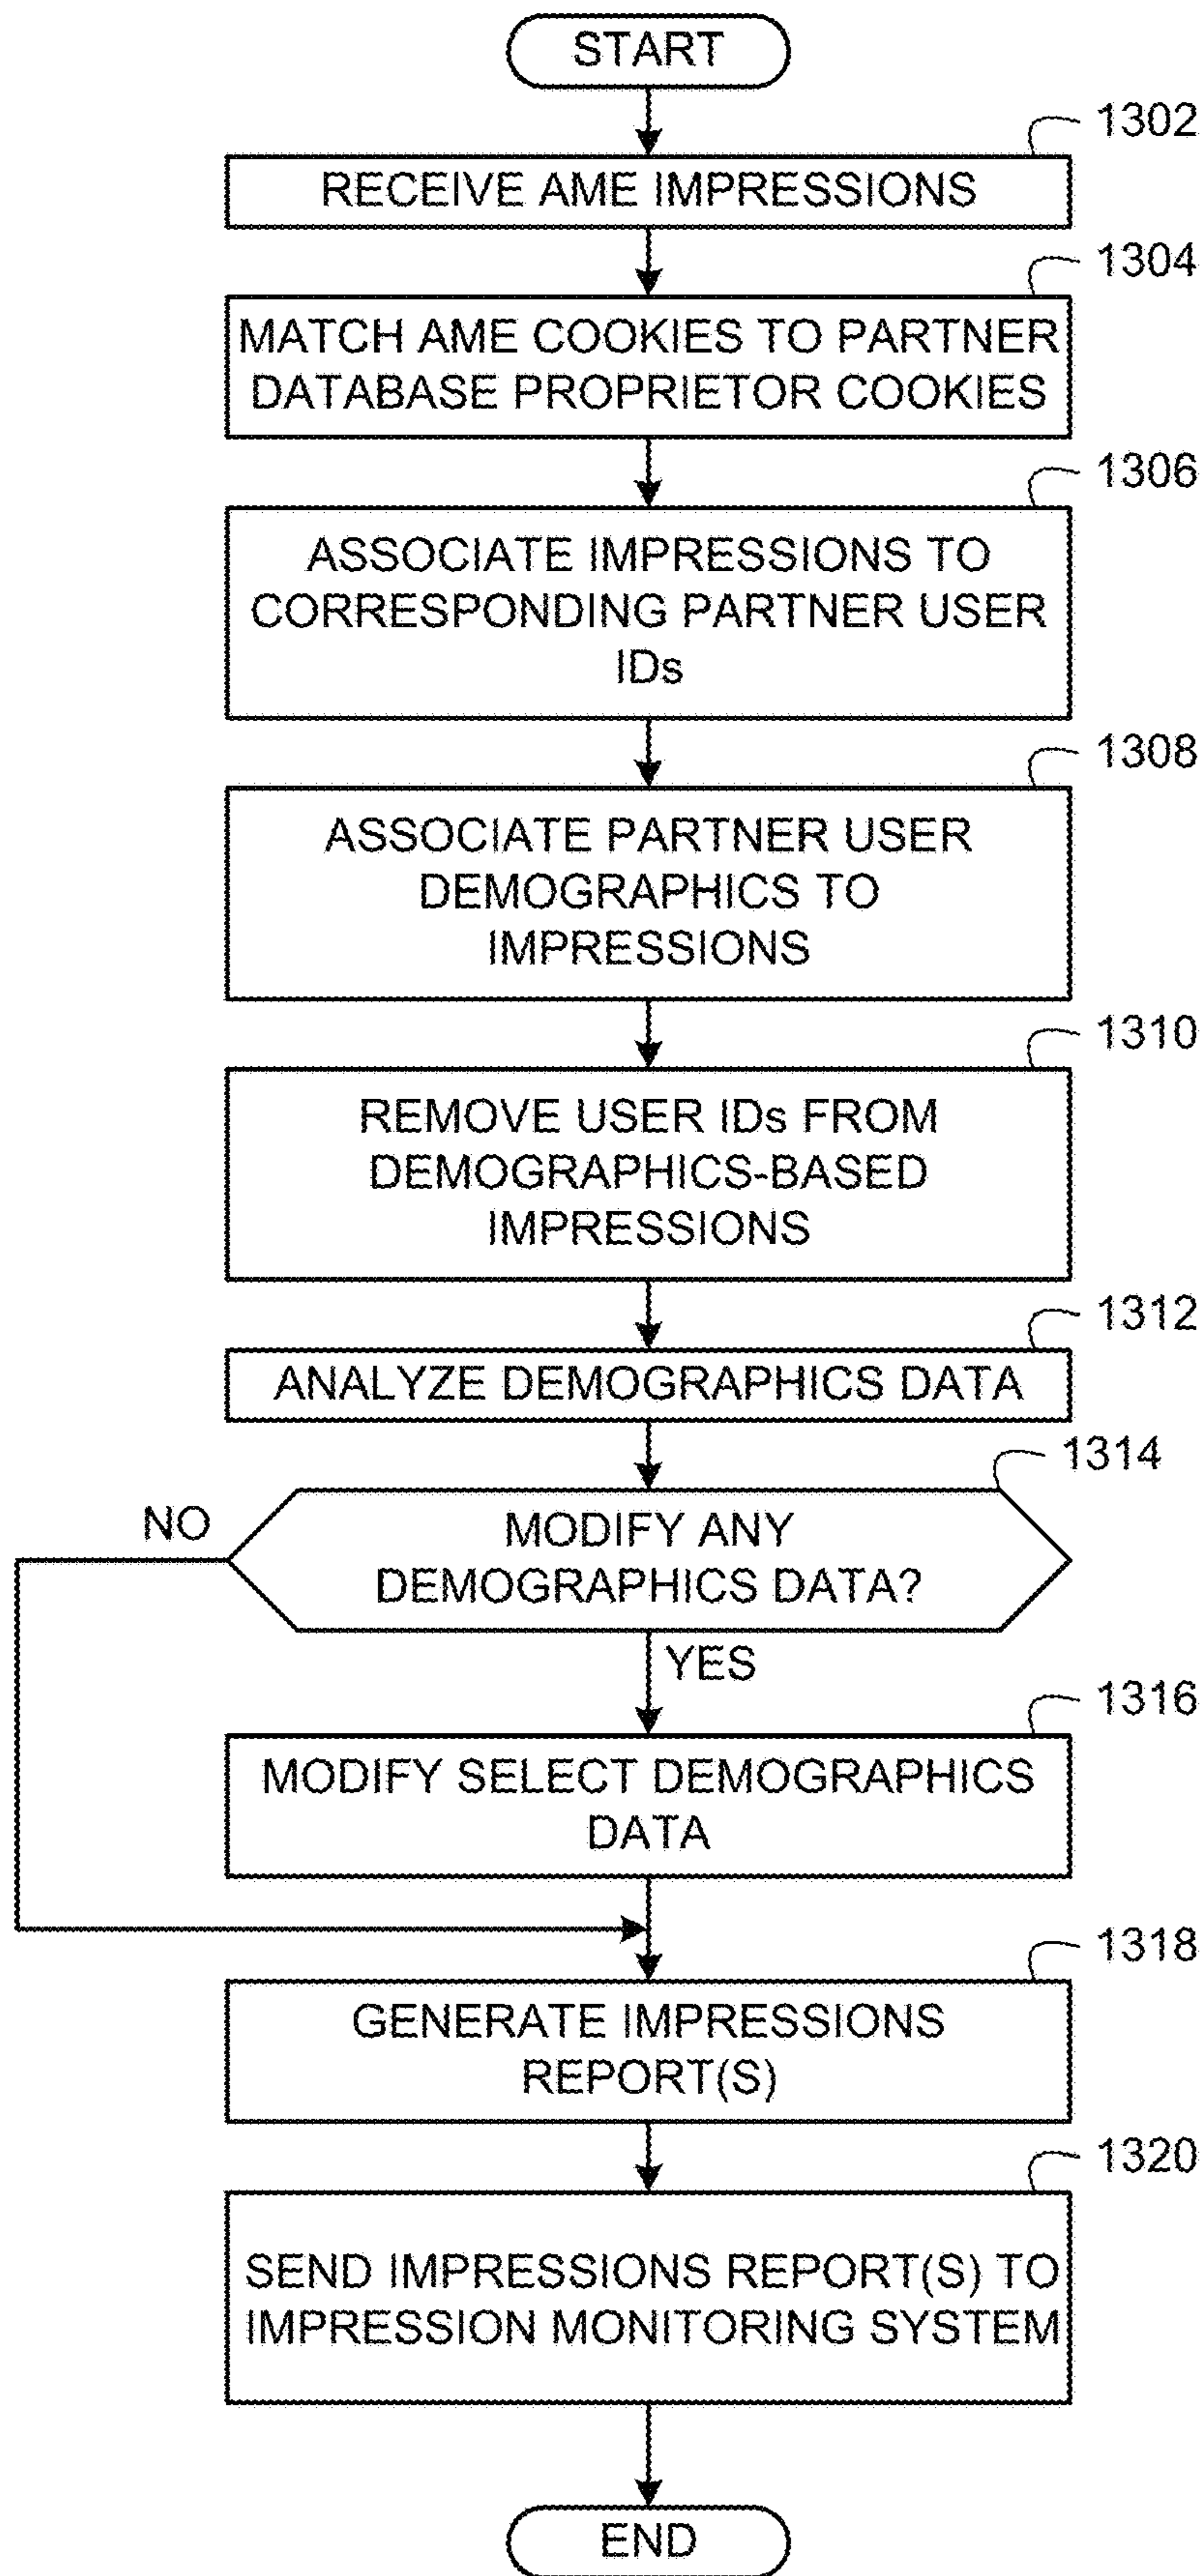 START
1302
RECEIVE AME IMPRESSIONS
1304
MATCH AME COOKIES TO PARTNER
DATABASE PROPRIETOR COOKIES
1306
ASSOCIATE IMPRESSIONS TO
CORRESPONDING PARTNER USER
IDs
1308
ASSOCIATE PARTNER USER
DEMOGRAPHICS TO
IMPRESSIONS
1310
REMOVE USER IDs FROM
DEMOGRAPHICS-BASED
IMPRESSIONS
1312
ANALYZE DEMOGRAPHICS DATA
1314
NO
MODIFY ANY
DEMOGRAPHICS DATA?
YES
1316
MODIFY SELECT DEMOGRAPHICS
DATA
1318
GENERATE IMPRESSIONS
REPORT(S)
1320
SEND IMPRESSIONS REPORT(S) TO
IMPRESSION MONITORING SYSTEM
END